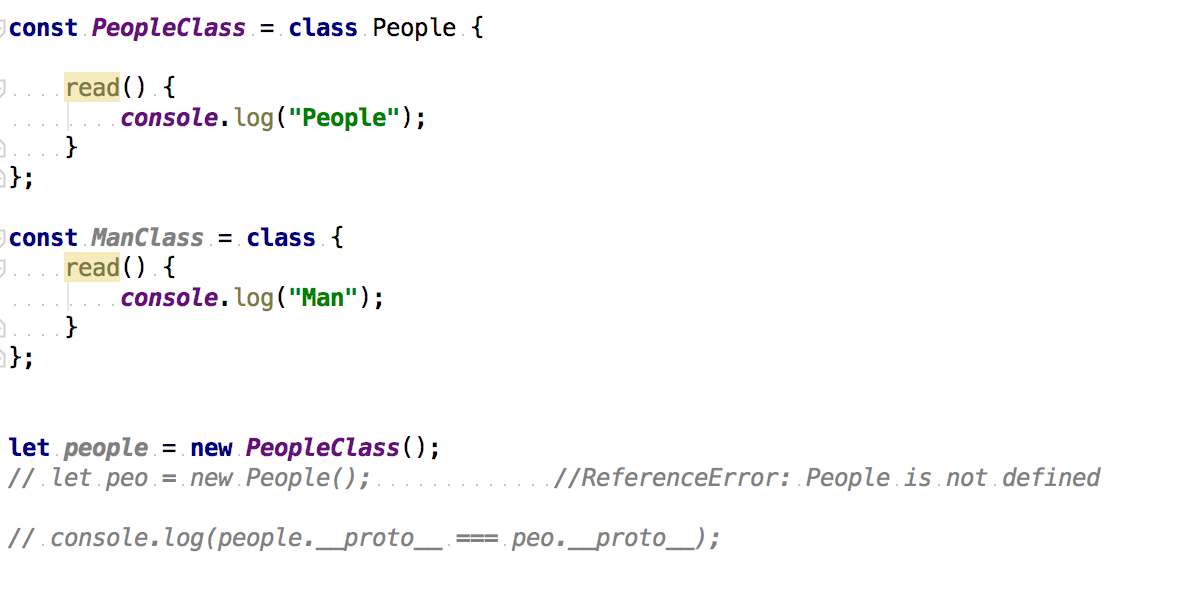 const PeopleClass = class People {
    read() {
        console.log("People");
    }
};
const ManClass = class {
    read() {
        console.log("Man");
    }
};
let people = new PeopleClass();
// let peo = new People();             //ReferenceError: People is not defined
// console.log(people.__proto__ === peo.__proto__);